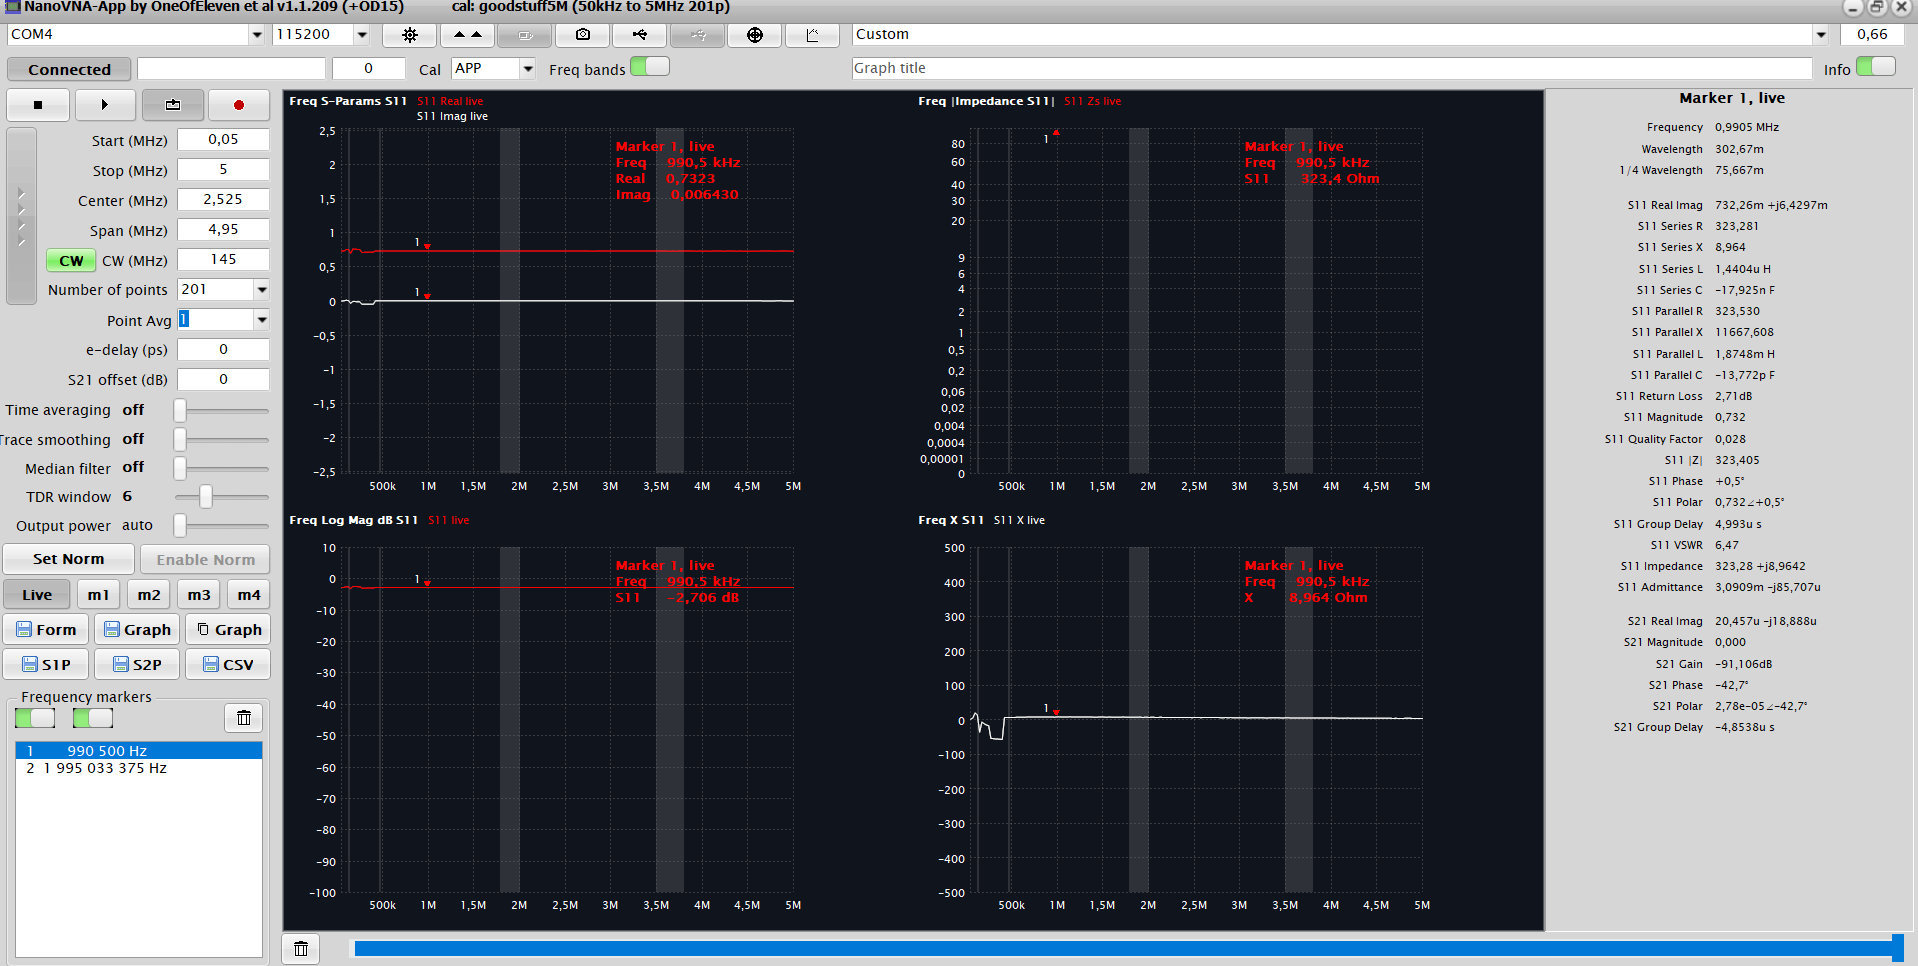 NanoVNA-App by OneOfEleven et al v1.1.209 (+OD15) cal: goodstuff5M (50kHz to 5MHz 201p)
COM4 115200 Custom 0,66
Connected 0 Cal APP Freq bands Graph title Info
Start (MHz) 0,05
Stop (MHz) 5
Center (MHz) 2,525
Span (MHz) 4,95
CW CW (MHz) 145
Number of points 201
Point Avg 1
e-delay (ps) 0
S21 offset (dB) 0
Time averaging off
Trace smoothing off
Median filter off
TDR window 6
Output power auto
Set Norm Enable Norm
Live m1 m2 m3 m4
Form Graph Graph
S1P S2P CSV
Frequency markers
1 990 500 Hz
2 1 995 033 375 Hz
Freq S-Params S11 S11 Real live
S11 Imag live
Marker 1, live
Freq 990,5 kHz
Real 0,7323
Imag 0,006430
2,5
2
1,5
1
0,5
0
-0,5
-1
-1,5
-2
-2,5
1
1
500k 1M 1,5M 2M 2,5M 3M 3,5M 4M 4,5M 5M
Freq |Impedance S11| S11 Zs live
Marker 1, live
Freq 990,5 kHz
S11 323,4 Ohm
1
80
60
40
30
20
9
6
4
2
1
0,5
0,2
0,06
0,02
0,004
0,0004
0,00001
0
500k 1M 1,5M 2M 2,5M 3M 3,5M 4M 4,5M 5M
Freq Log Mag dB S11 S11 live
Marker 1, live
Freq 990,5 kHz
S11 -2,706 dB
1
10
0
-10
-20
-30
-40
-50
-60
-70
-80
-90
-100
500k 1M 1,5M 2M 2,5M 3M 3,5M 4M 4,5M 5M
Freq X S11 S11 X live
Marker 1, live
Freq 990,5 kHz
X 8,964 Ohm
1
500
400
300
200
100
0
-100
-200
-300
-400
-500
500k 1M 1,5M 2M 2,5M 3M 3,5M 4M 4,5M 5M
Marker 1, live
Frequency 0,9905 MHz
Wavelength 302,67m
1/4 Wavelength 75,667m
S11 Real Imag 732,26m +j6,4297m
S11 Series R 323,281
S11 Series X 8,964
S11 Series L 1,4404u H
S11 Series C -17,925n F
S11 Parallel R 323,530
S11 Parallel X 11667,608
S11 Parallel L 1,8748m H
S11 Parallel C -13,772p F
S11 Return Loss 2,71dB
S11 Magnitude 0,732
S11 Quality Factor 0,028
S11 |Z| 323,405
S11 Phase +0,5°
S11 Polar 0,732∠+0,5°
S11 Group Delay 4,993u s
S11 VSWR 6,47
S11 Impedance 323,28 +j8,9642
S11 Admittance 3,0909m -j85,707u
S21 Real Imag 20,457u -j18,888u
S21 Magnitude 0,000
S21 Gain -91,106dB
S21 Phase -42,7°
S21 Polar 2,78e-05∠-42,7°
S21 Group Delay -4,8538u s